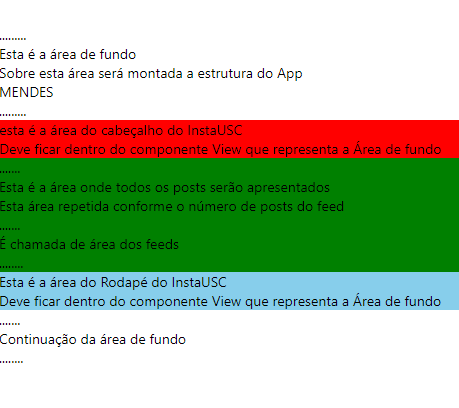 .........
Esta é a área de fundo
Sobre esta área será montada a estrutura do App
MENDES
.........
esta é a área do cabeçalho do InstaUSC
Deve ficar dentro do componente View que representa a Área de fundo
.......
Esta é a área onde todos os posts serão apresentados
Esta área repetida conforme o número de posts do feed
.......
É chamada de área dos feeds
........
Esta é a área do Rodapé do InstaUSC
Deve ficar dentro do componente View que representa a Área de fundo
.......
Continuação da área de fundo
........